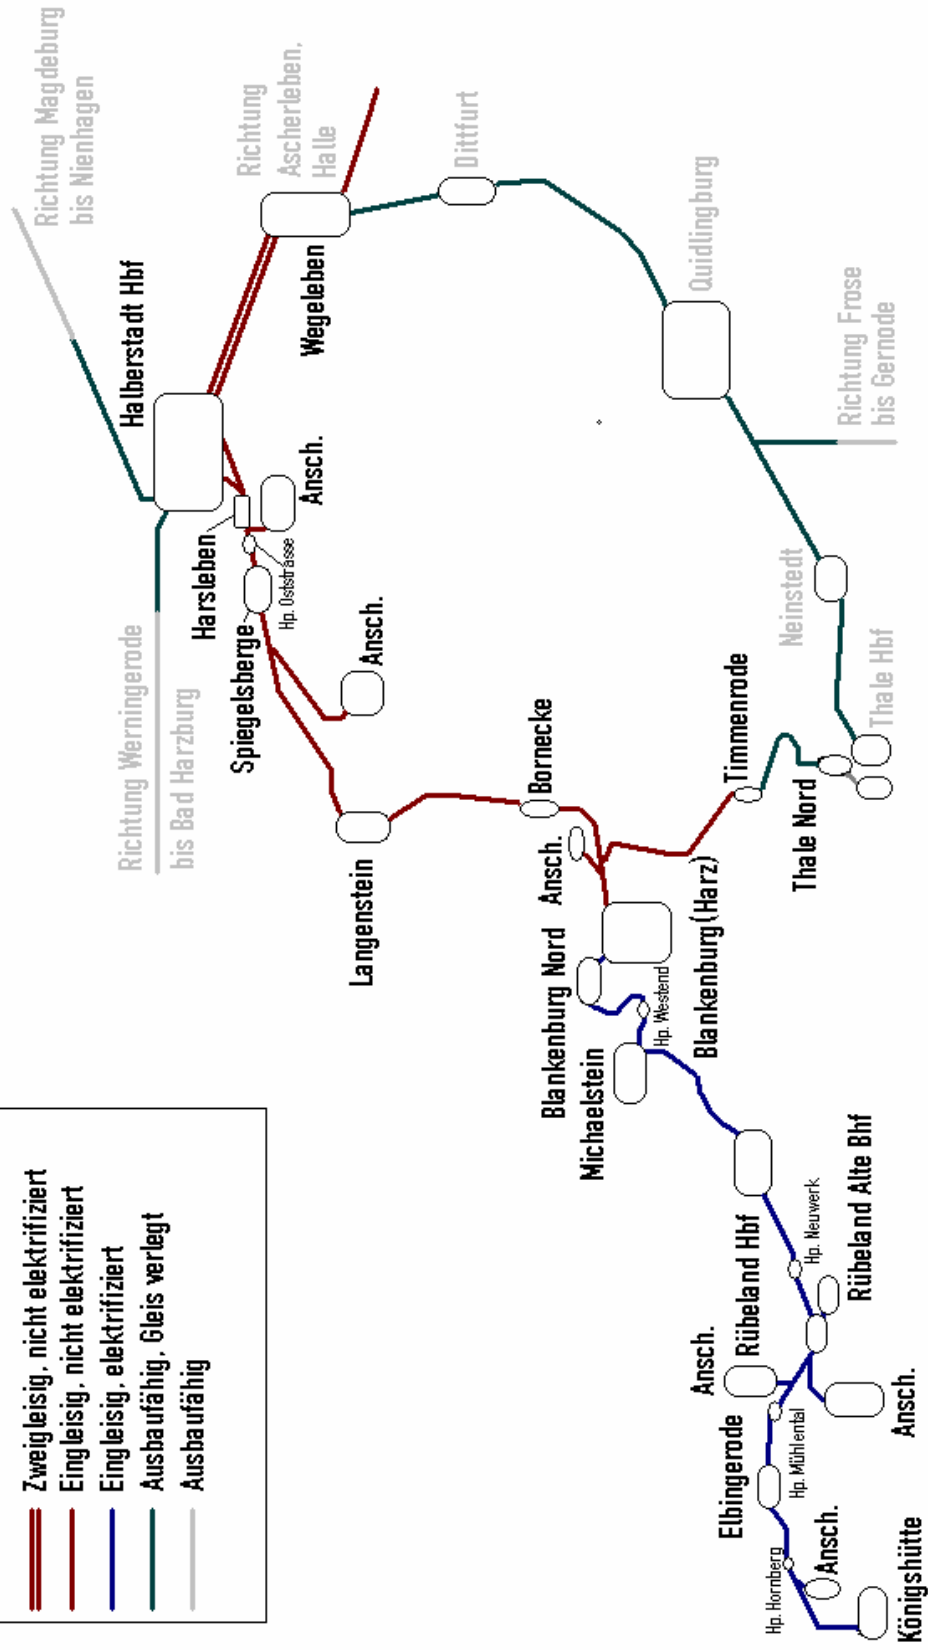 Zweigleisig, nicht elektrifiziert
Eingleisig, nicht elektrifiziert
Eingleisig, elektrifiziert
Ausbaufähig, Gleis verlegt
Ausbaufähig
Richtung Magdeburg
bis Nienhagen
Richtung Werningerode
bis Bad Harzburg
Halberstadt Hbf
Richtung
Ascherleben,
Halle
Wegeleben
Dittfurt
Quidlingburg
Richtung Frose
bis Gernode
Neinstedt
Thale Hbf
Thale Nord
Timmenrode
Harsleben
Ansch.
Hp. Oststrässe
Spiegelsberge
Ansch.
Langenstein
Bornecke
Ansch.
Blankenburg(Harz)
Blankenburg Nord
Hp. Westend
Michaelstein
Rübeland Hbf
Hp. Neuwerk
Rübeland Alte Bhf
Ansch.
Ansch.
Hp. Mühlental
Elbingerode
Hp. Hornberg
Ansch.
Königshütte